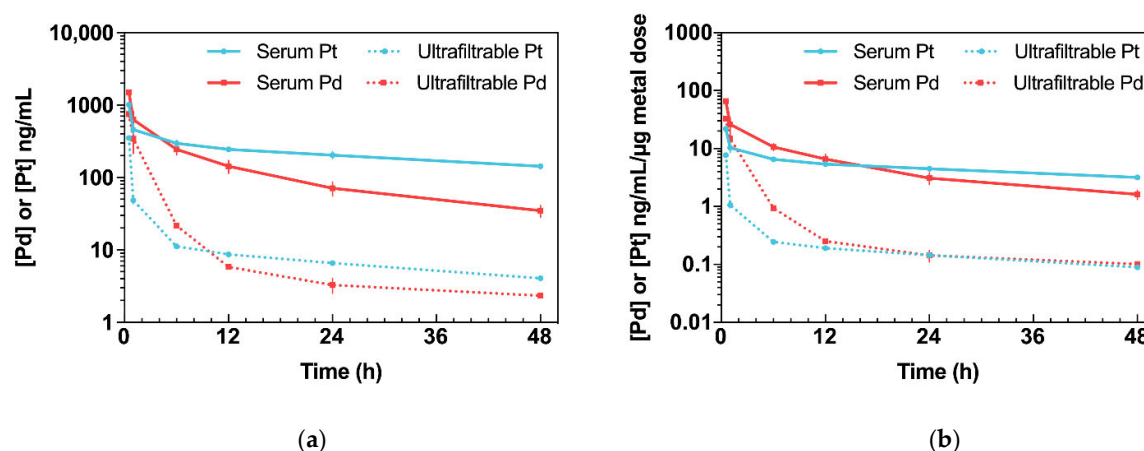 [Pd] or [Pt] ng/mL
10,000
1000
100
10
1
Serum Pt
Ultrafiltrable Pt
Serum Pd
Ultrafiltrable Pd
0
12
24
36
48
Time (h)
(a)
[Pd] or [Pt] ng/mL/µg metal dose
1000
100
10
1
0.1
0.01
Serum Pt
Ultrafiltrable Pt
Serum Pd
Ultrafiltrable Pd
0
12
24
36
48
Time (h)
(b)